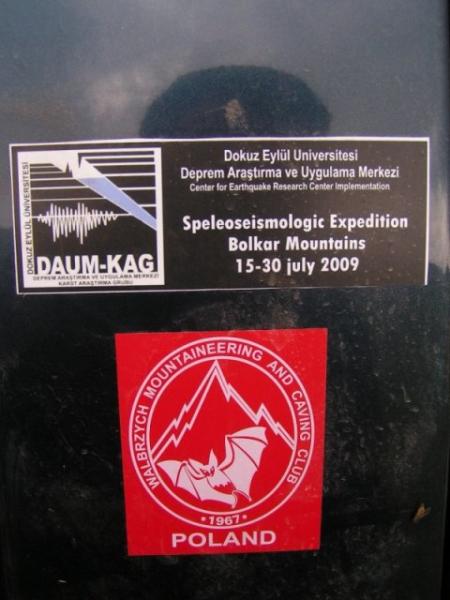 DOKUZ EYLÜL ÜNİVERSİTESİ
DAUM-KAG
DEPREM ARAŞTIRMA VE UYGULAMA MERKEZİ
KARST ARAŞTIRMA GRUBU
Dokuz Eylül Universitesi
Deprem Araştırma ve Uygulama Merkezi
Center for Earthquake Research Center Implementation
Speleoseismologic Expedition
Bolkar Mountains
15-30 july 2009
WALBRZYCH MOUNTAINEERING AND CAVING CLUB
•1967•
POLAND